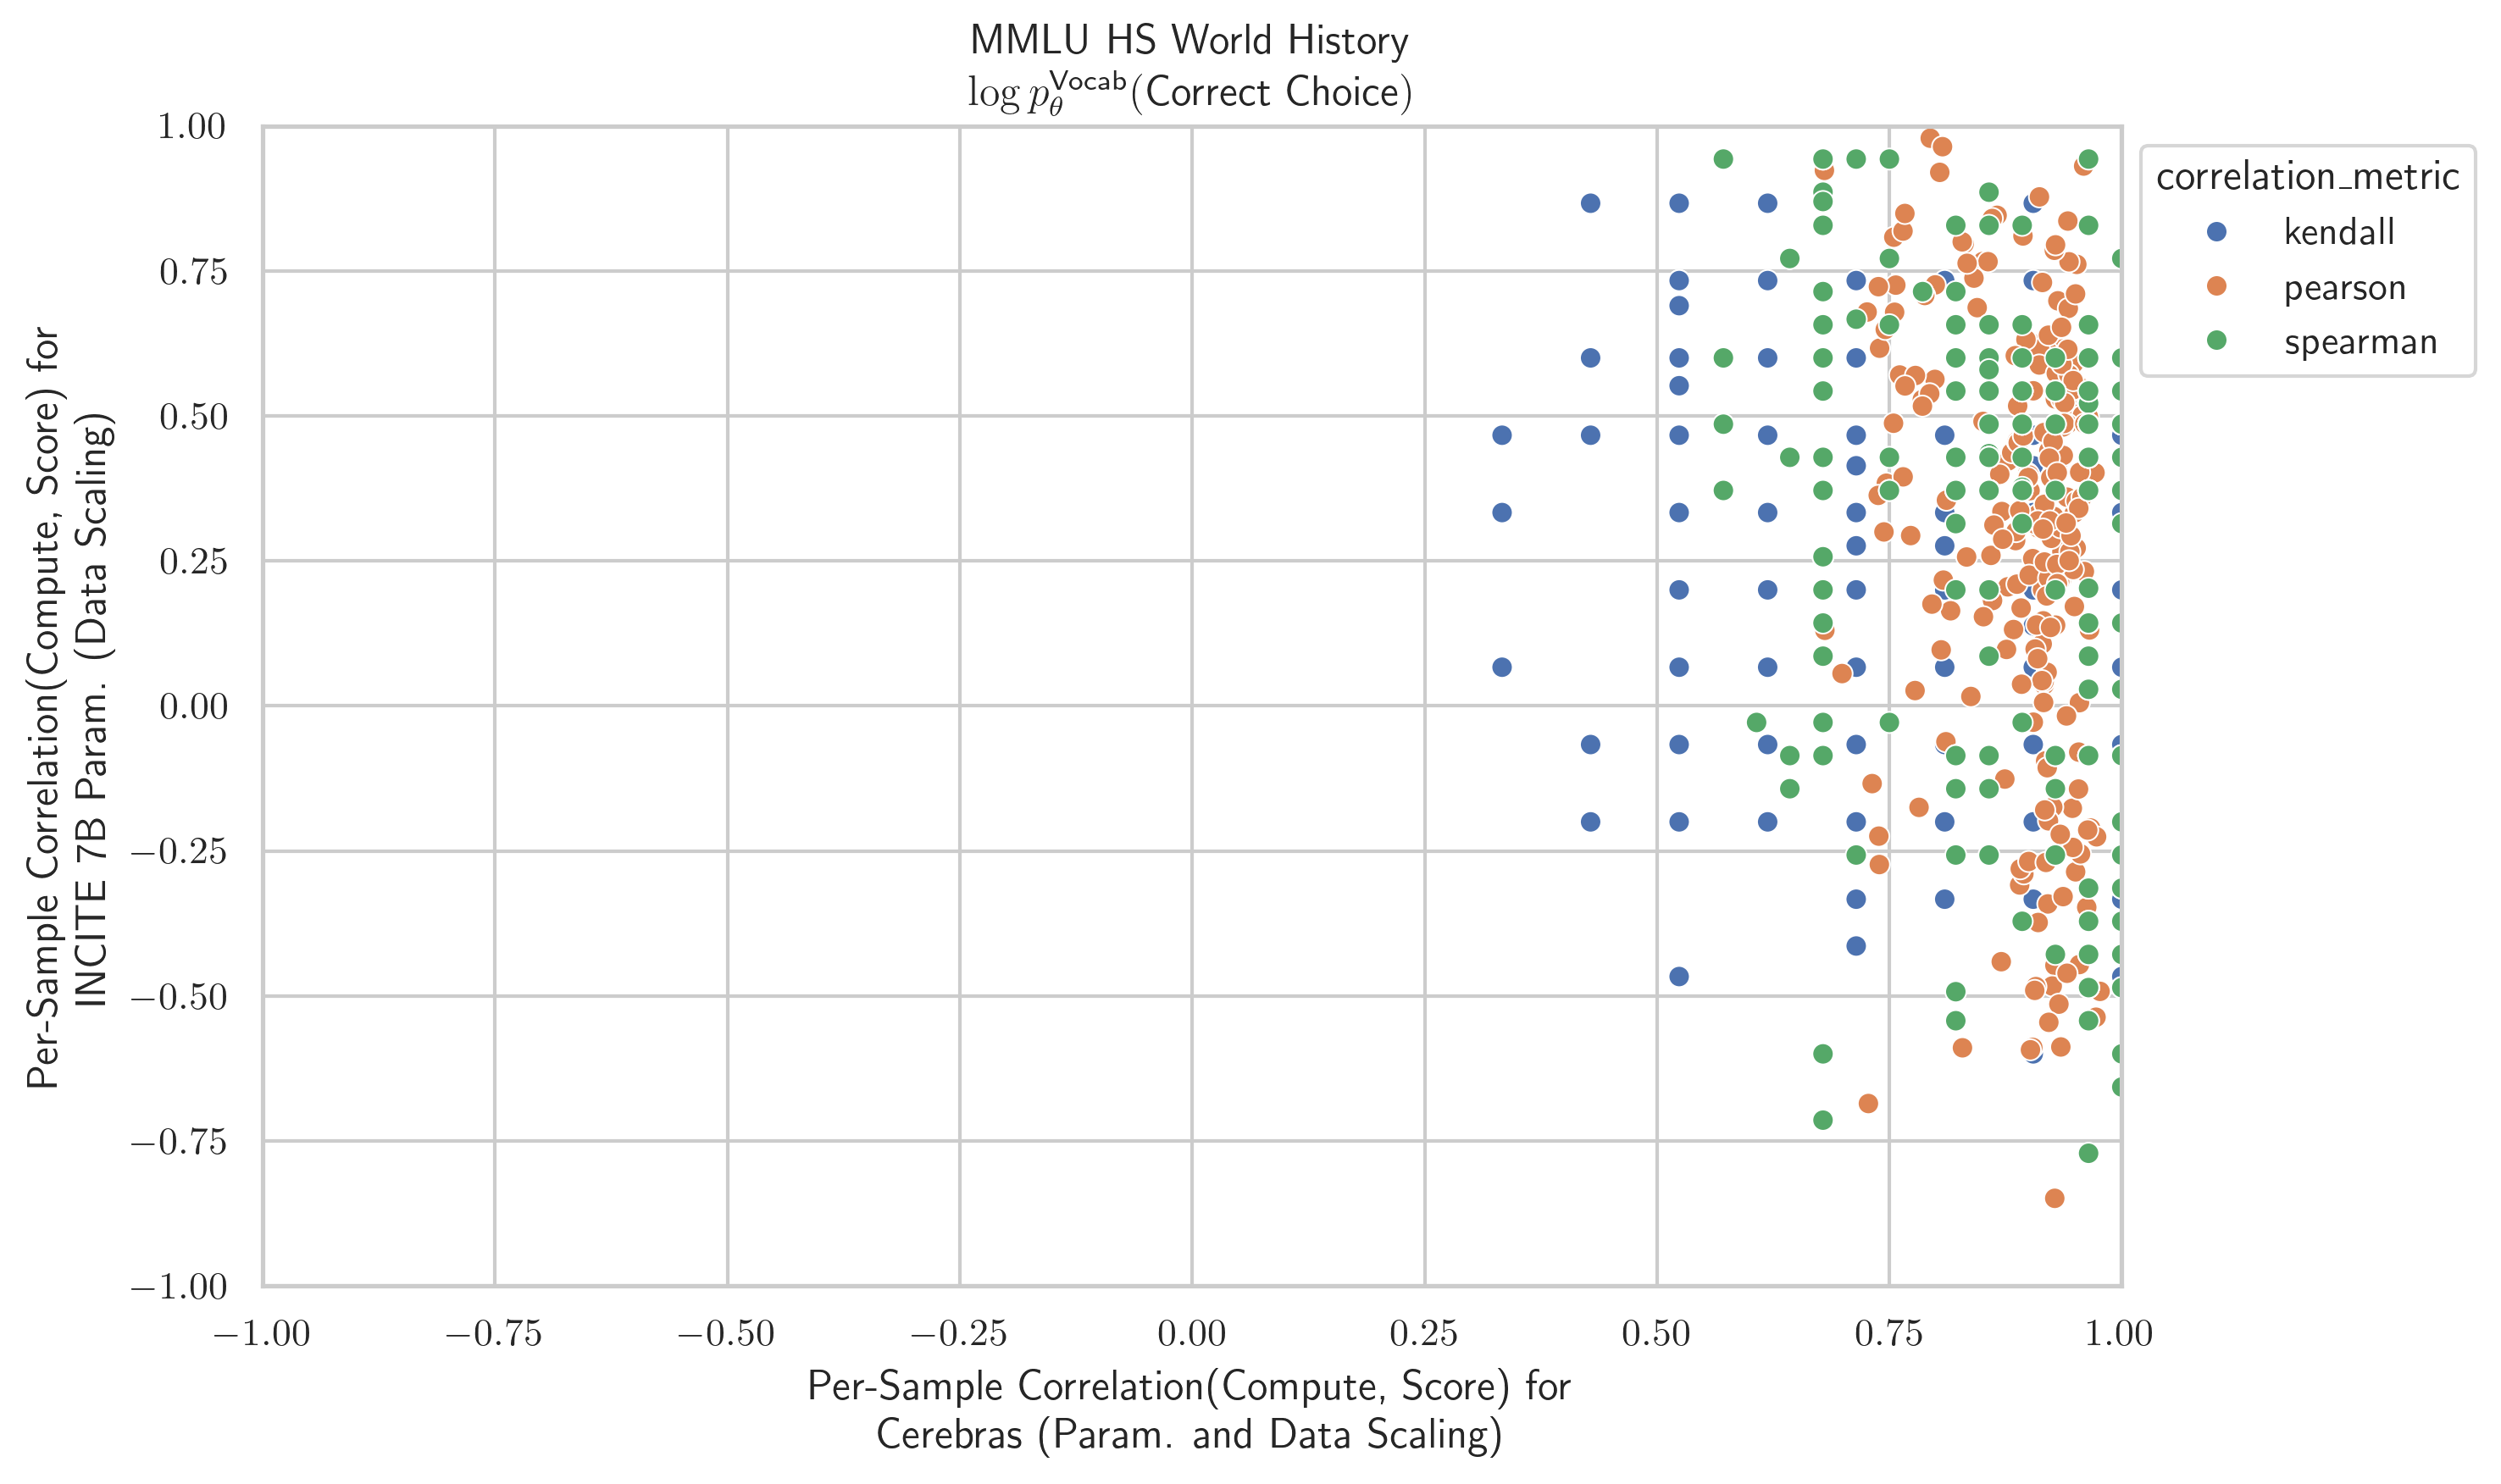 MMLU HS World History
log p_θ^Vocab(Correct Choice)
Per-Sample Correlation(Compute, Score) for
INCITE 7B Param. (Data Scaling)
1.00
0.75
0.50
0.25
0.00
−0.25
−0.50
−0.75
−1.00
−1.00 −0.75 −0.50 −0.25 0.00 0.25 0.50 0.75 1.00
Per-Sample Correlation(Compute, Score) for
Cerebras (Param. and Data Scaling)
correlation_metric
kendall
pearson
spearman